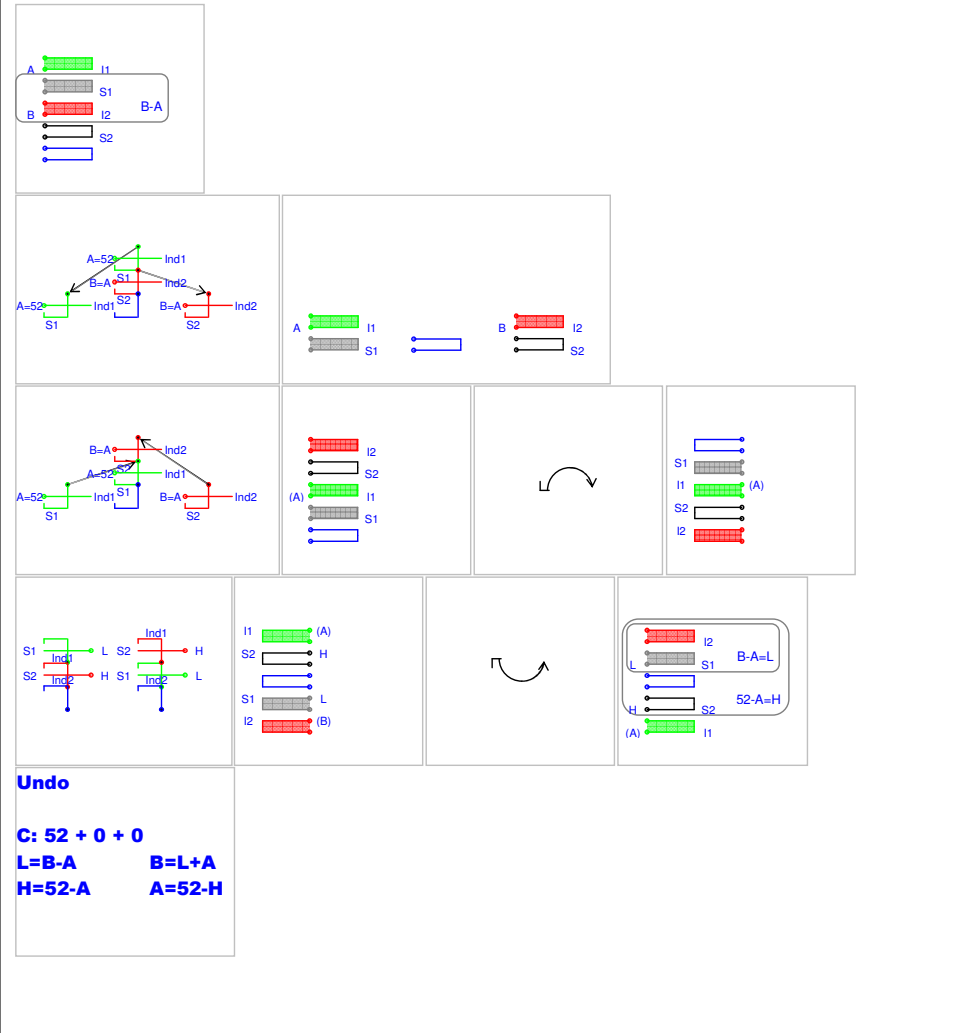 A I1
S1
B-A
B I2
S2
A=52 Ind1
S1
B=A Ind2
S2
A=52 Ind1 B=A Ind2
S1 S2
A I1 B I2
S1 S2
B=A Ind2
S2
A=52 Ind1
S1
A=52 Ind1 B=A Ind2
S1 S2
I2
S2
(A) I1
S1
S1
I1 (A)
S2
I2
Ind1
S1 L S2 H
Ind1
S2 H S1 L
Ind2 Ind2
I1 (A)
S2 H
S1 L
I2 (B)
I2
B-A=L
L S1
52-A=H
H S2
(A) I1
Undo
C: 52 + 0 + 0
L=B-A B=L+A
H=52-A A=52-H